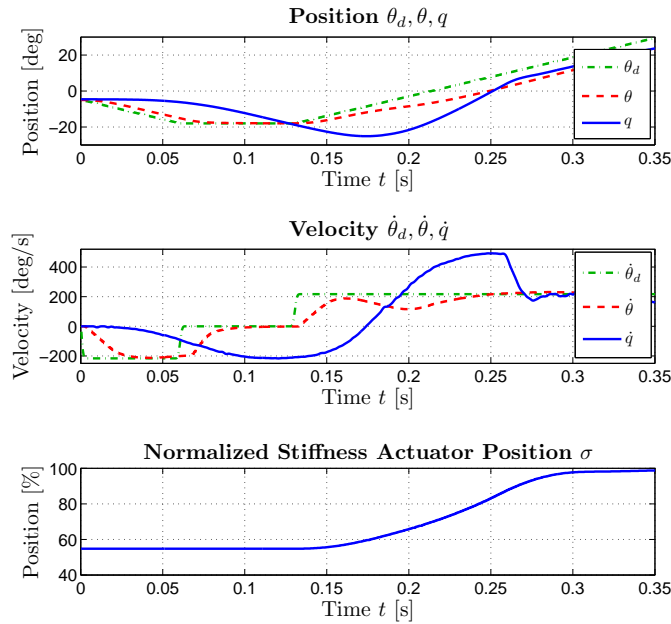 Position θ_d, θ, q
Position [deg]
20
0
−20
θ_d
θ
q
0 0.05 0.1 0.15 0.2 0.25 0.3 0.35
Time t [s]
Velocity θ̇_d, θ̇, q̇
Velocity [deg/s]
400
200
0
−200
θ̇_d
θ̇
q̇
0 0.05 0.1 0.15 0.2 0.25 0.3 0.35
Time t [s]
Normalized Stiffness Actuator Position σ
Position [%]
100
80
60
40
0 0.05 0.1 0.15 0.2 0.25 0.3 0.35
Time t [s]